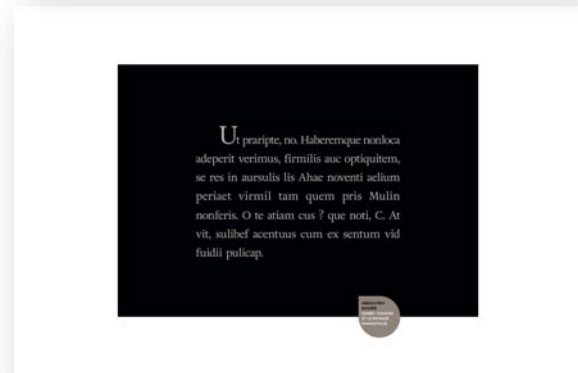 Ut praripte, no. Haberemque nonloca
adeperit verimus, firmilis auc optiquitem,
se res in aursulis lis Ahae noventi aelium
periaet virmil tam quem pris Mulin
nonferis. O te atiam cus ? que noti, C. At
vit, sulibef acentuus cum ex sentum vid
fuidii pulicap.